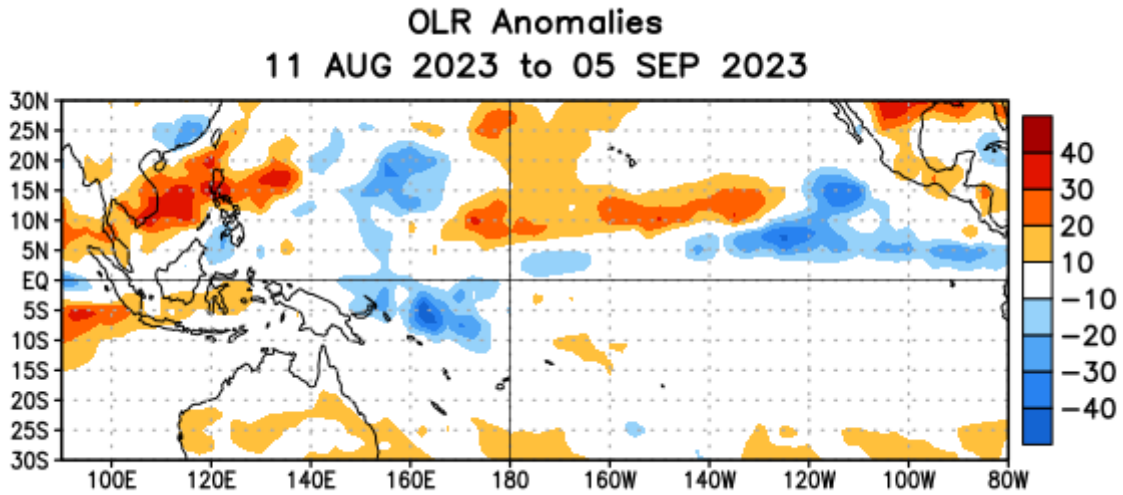 OLR Anomalies
11 AUG 2023 to 05 SEP 2023
30N
25N
20N
15N
10N
5N
EQ
5S
10S
15S
20S
25S
30S
100E 120E 140E 160E 180 160W 140W 120W 100W 80W
40
30
20
10
−10
−20
−30
−40